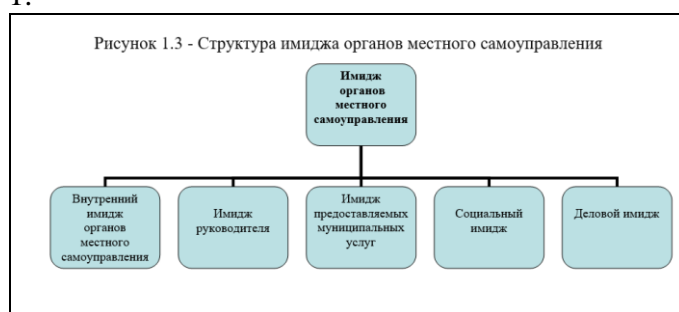 1.
Рисунок 1.3 - Структура имиджа органов местного самоуправления
Имидж
органов
местного
самоуправления
Внутренний
имидж
органов
местного
самоуправления
Имидж
руководителя
Имидж
предоставляемых
муниципальных
услуг
Социальный
имидж
Деловой имидж